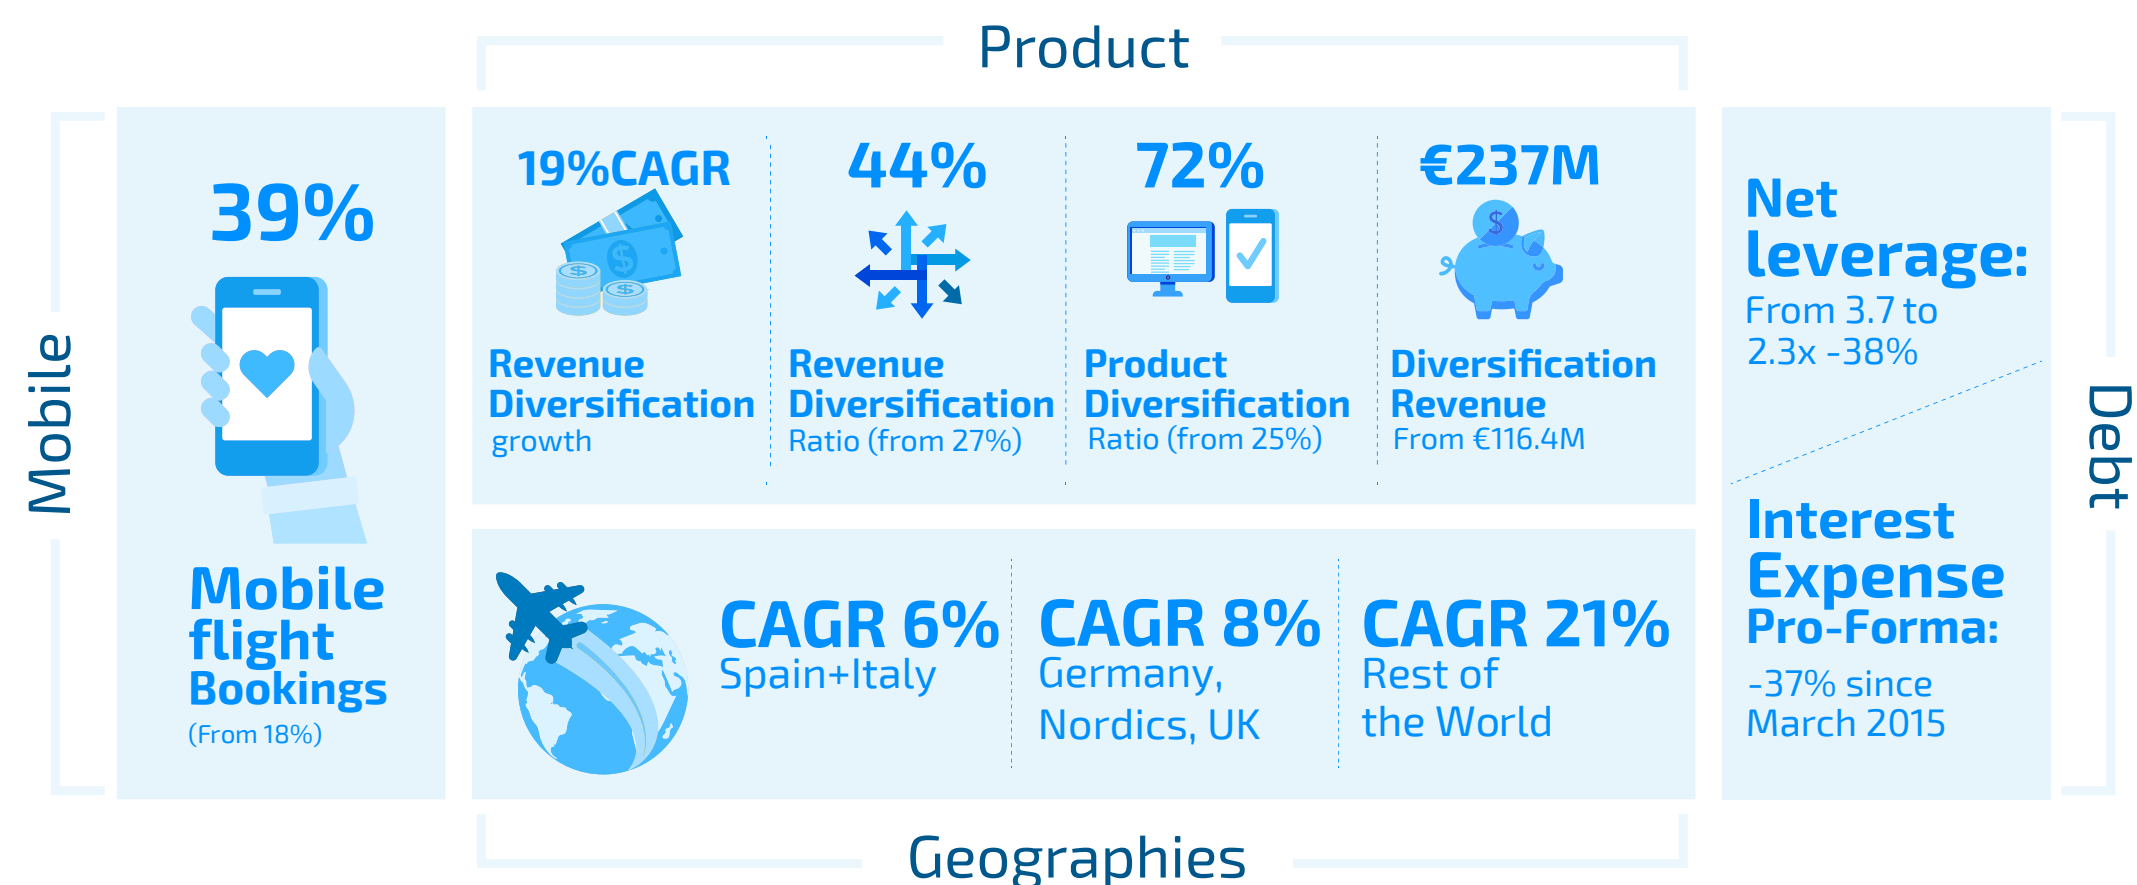 Product
Mobile
39%
Mobile
flight
Bookings
(From 18%)
19%CAGR
Revenue
Diversification
growth
44%
Revenue
Diversification
Ratio (from 27%)
72%
Product
Diversification
Ratio (from 25%)
€237M
Diversification
Revenue
From €116.4M
CAGR 6%
Spain+Italy
CAGR 8%
Germany,
Nordics, UK
CAGR 21%
Rest of
the World
Geographies
Net
leverage:
From 3.7 to
2.3x -38%
Interest
Expense
Pro-Forma:
-37% since
March 2015
Debt